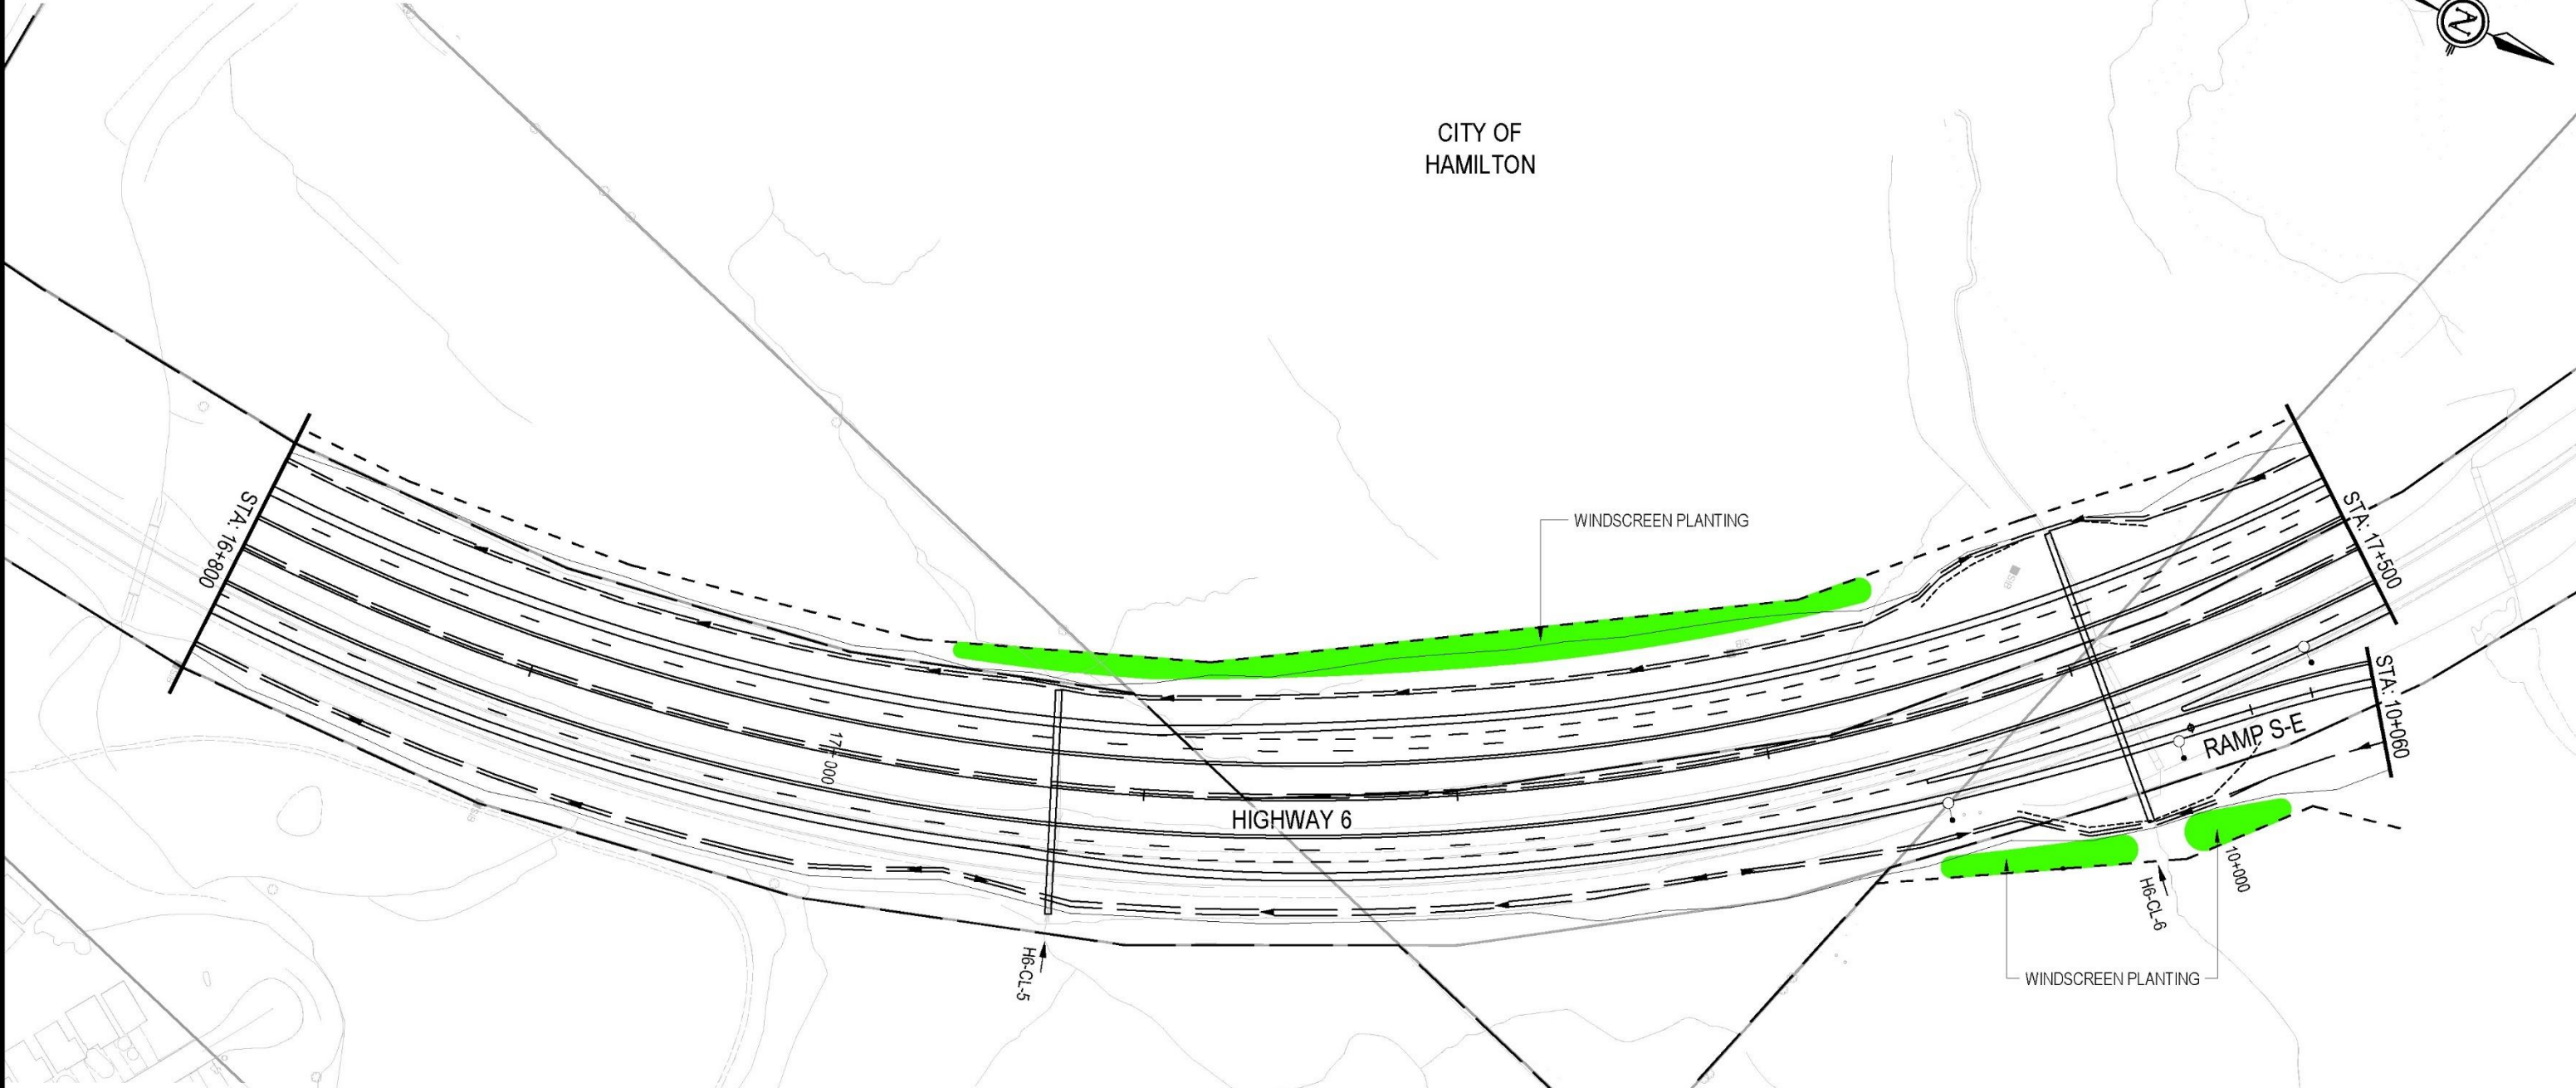 N
CITY OF
HAMILTON
WINDSCREEN PLANTING
STA: 16+800
STA: 17+500
STA: 10+060
RAMP S-E
17+000
HIGHWAY 6
10+000
H6-CL-6
H6-CL-5
WINDSCREEN PLANTING